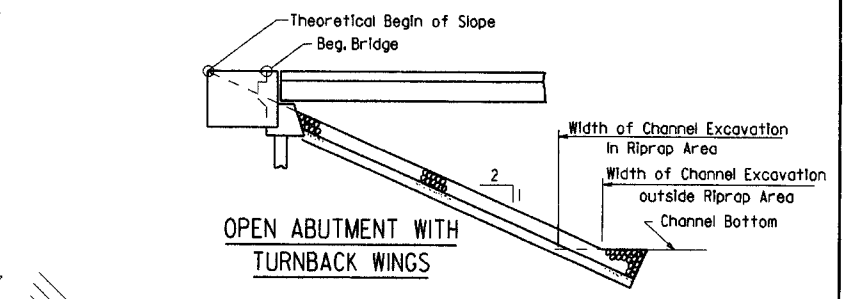 Theoretical Begin of Slope
Beg. Bridge
Width of Channel Excavation
In Riprap Area
Width of Channel Excavation
outside Riprap Area
Channel Bottom
2
1
OPEN ABUTMENT WITH
TURNBACK WINGS